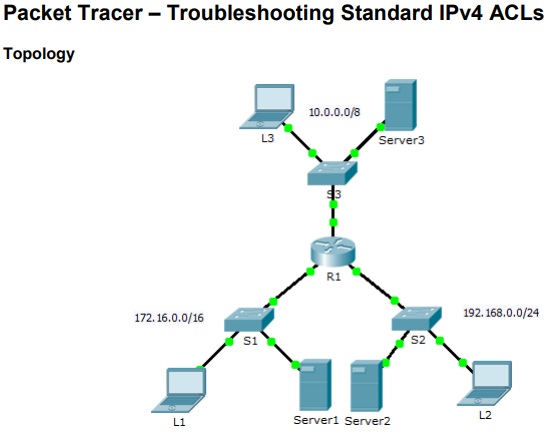 Packet Tracer – Troubleshooting Standard IPv4 ACLs
Topology
10.0.0.0/8
L3
Server3
S3
R1
172.16.0.0/16
192.168.0.0/24
S1
S2
L1
Server1
Server2
L2